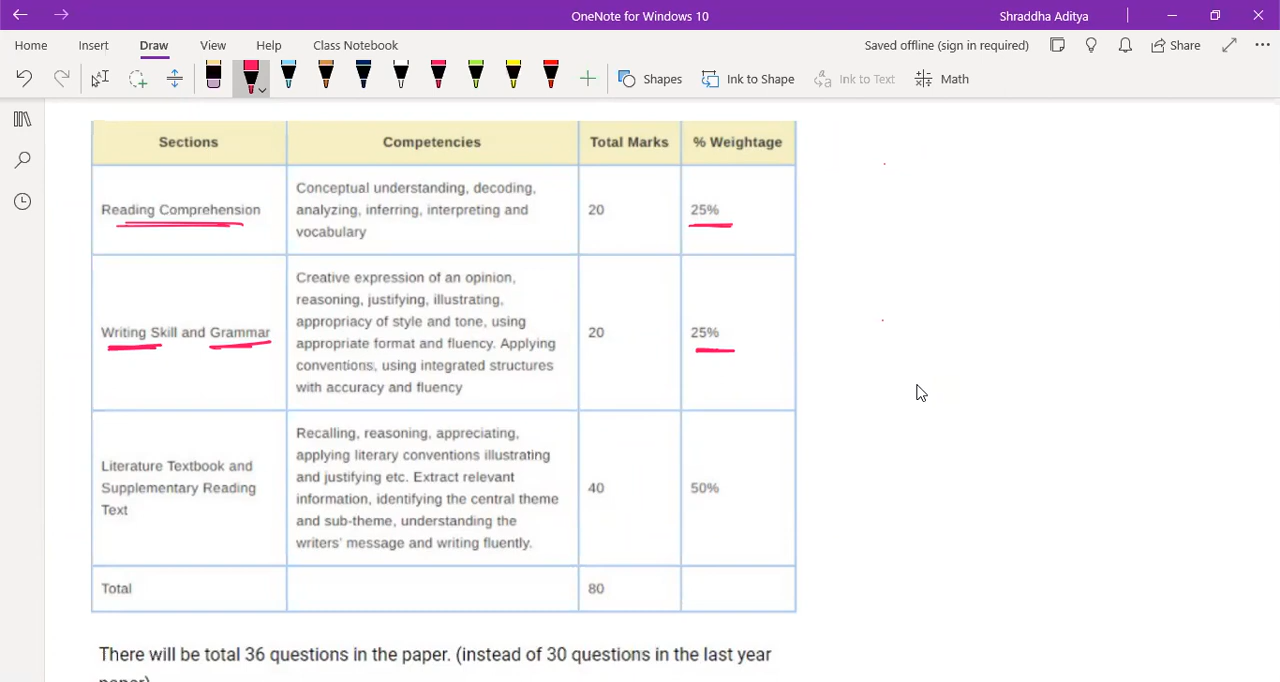 OneNote for Windows 10
Shraddha Aditya
Home Insert Draw View Help Class Notebook
Saved offline (sign in required)
Share
Shapes
Ink to Shape
Ink to Text
Math
Sections Competencies Total Marks % Weightage
Reading Comprehension
Conceptual understanding, decoding,
analyzing, inferring, interpreting and
vocabulary
20
25%
Writing Skill and Grammar
Creative expression of an opinion,
reasoning, justifying, illustrating,
appropriacy of style and tone, using
appropriate format and fluency. Applying
conventions, using integrated structures
with accuracy and fluency
20
25%
Literature Textbook and
Supplementary Reading
Text
Recalling, reasoning, appreciating,
applying literary conventions illustrating
and justifying etc. Extract relevant
information, identifying the central theme
and sub-theme, understanding the
writers' message and writing fluently.
40
50%
Total
80
There will be total 36 questions in the paper. (instead of 30 questions in the last year
paper)